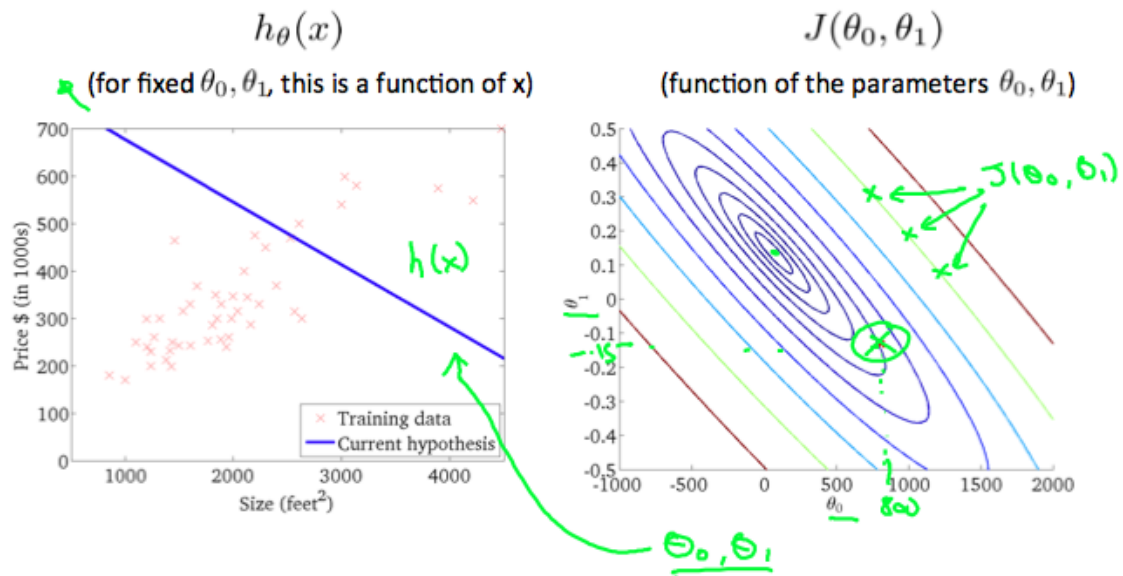 hθ(x)
(for fixed θ₀, θ₁, this is a function of x)
700
600
500
400
300
200
100
0
Price $ (in 1000s)
1000
2000
3000
4000
Size (feet²)
Training data
Current hypothesis
h(x)
J(θ₀, θ₁)
(function of the parameters θ₀, θ₁)
0.5
0.4
0.3
0.2
0.1
0
-0.1
-0.2
-0.3
-0.4
-0.5
θ₁
-.15
-1000
-500
0
500
1000
1500
2000
θ₀
800
J(θ₀, θ₁)
θ₀, θ₁